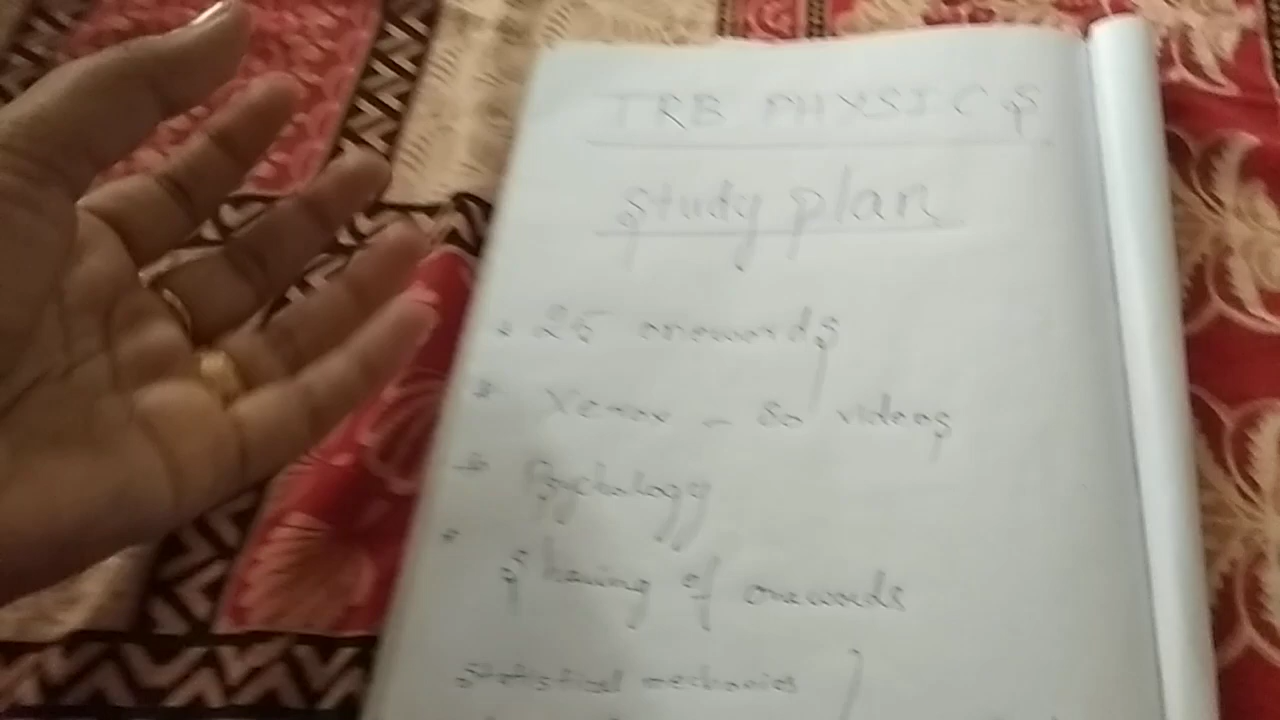 TRB PHYSICS
Study plan
25 onewords
Xerox - 80 videos
Psychology
Sharing of onewords
Statistical mechanics